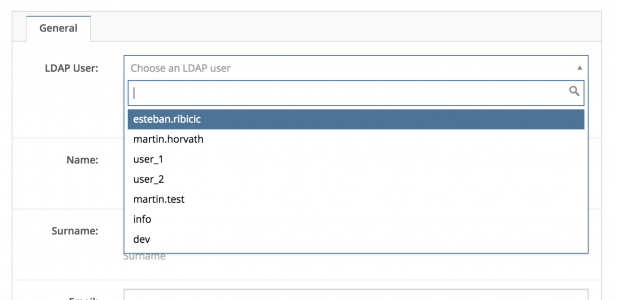 General
LDAP User:
Choose an LDAP user
esteban.ribicic
martin.horvath
user_1
Name:
user_2
martin.test
info
Surname:
dev
Surname
Email: